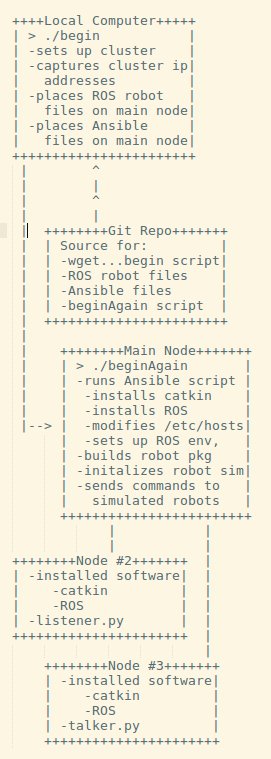 ++++Local Computer+++++
| > ./begin           |
| -sets up cluster    |
| -captures cluster ip|
|   addresses         |
| -places ROS robot   |
|   files on main node|
| -places Ansible     |
|   files on main node|
+++++++++++++++++++++++
 |        ^
 |        |
 |        ^
 |        |
 |  ++++++++Git Repo+++++++
 |  | Source for:         |
 |  | -wget...begin script|
 |  | -ROS robot files    |
 |  | -Ansible files      |
 |  | -beginAgain script  |
 |  +++++++++++++++++++++++
 |
 |    ++++++++Main Node+++++++
 |    | > ./beginAgain       |
 |    | -runs Ansible script |
 |    |  -installs catkin    |
 |    |  -installs ROS       |
 |--> |  -modifies /etc/hosts|
      |  -sets up ROS env,   |
      | -builds robot pkg    |
      | -initalizes robot sim|
      | -sends commands to   |
      |   simulated robots   |
      ++++++++++++++++++++++++
            |           |
            |           |
++++++++Node #2+++++++  |
| -installed software|  |
|    -catkin         |  |
|    -ROS            |  |
| -listener.py       |  |
++++++++++++++++++++++  |
                        |
    ++++++++Node #3+++++++
    | -installed software|
    |    -catkin         |
    |    -ROS            |
    | -talker.py         |
    ++++++++++++++++++++++